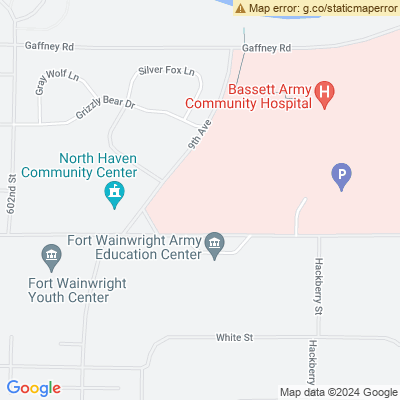 Map error: g.co/staticmaperror
Gaffney Rd
Gaffney Rd
Silver Fox Ln
Gray Wolf Ln
Grizzly Bear Dr
9th Ave
Bassett Army
Community Hospital
H
North Haven
Community Center
P
602nd St
Fort Wainwright Army
Education Center
Fort Wainwright
Youth Center
Hackberry St
White St
Hackberry
Google
Map data ©2024 Google